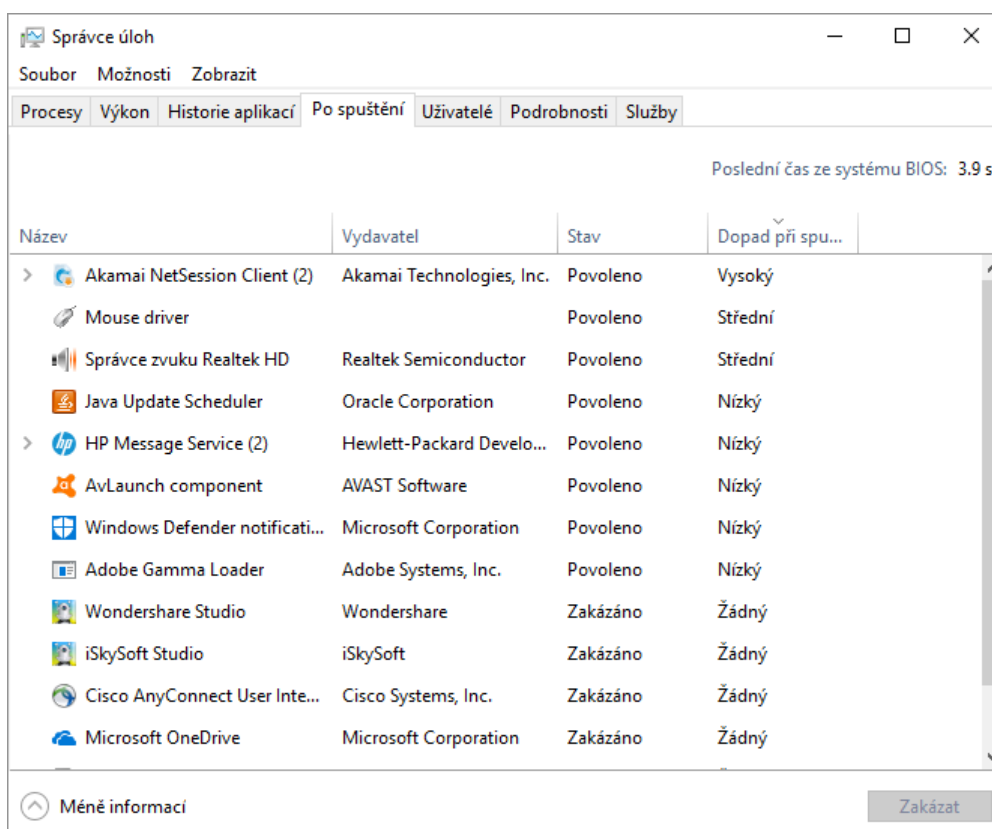 Správce úloh
Soubor Možnosti Zobrazit
Procesy Výkon Historie aplikací Po spuštění Uživatelé Podrobnosti Služby
Poslední čas ze systému BIOS: 3.9 s
Název Vydavatel Stav Dopad při spu...
Akamai NetSession Client (2) Akamai Technologies, Inc. Povoleno Vysoký
Mouse driver Povoleno Střední
Správce zvuku Realtek HD Realtek Semiconductor Povoleno Střední
Java Update Scheduler Oracle Corporation Povoleno Nízký
HP Message Service (2) Hewlett-Packard Develo... Povoleno Nízký
AvLaunch component AVAST Software Povoleno Nízký
Windows Defender notificati... Microsoft Corporation Povoleno Nízký
Adobe Gamma Loader Adobe Systems, Inc. Povoleno Nízký
Wondershare Studio Wondershare Zakázáno Žádný
iSkySoft Studio iSkySoft Zakázáno Žádný
Cisco AnyConnect User Inte... Cisco Systems, Inc. Zakázáno Žádný
Microsoft OneDrive Microsoft Corporation Zakázáno Žádný
Méně informací Zakázat